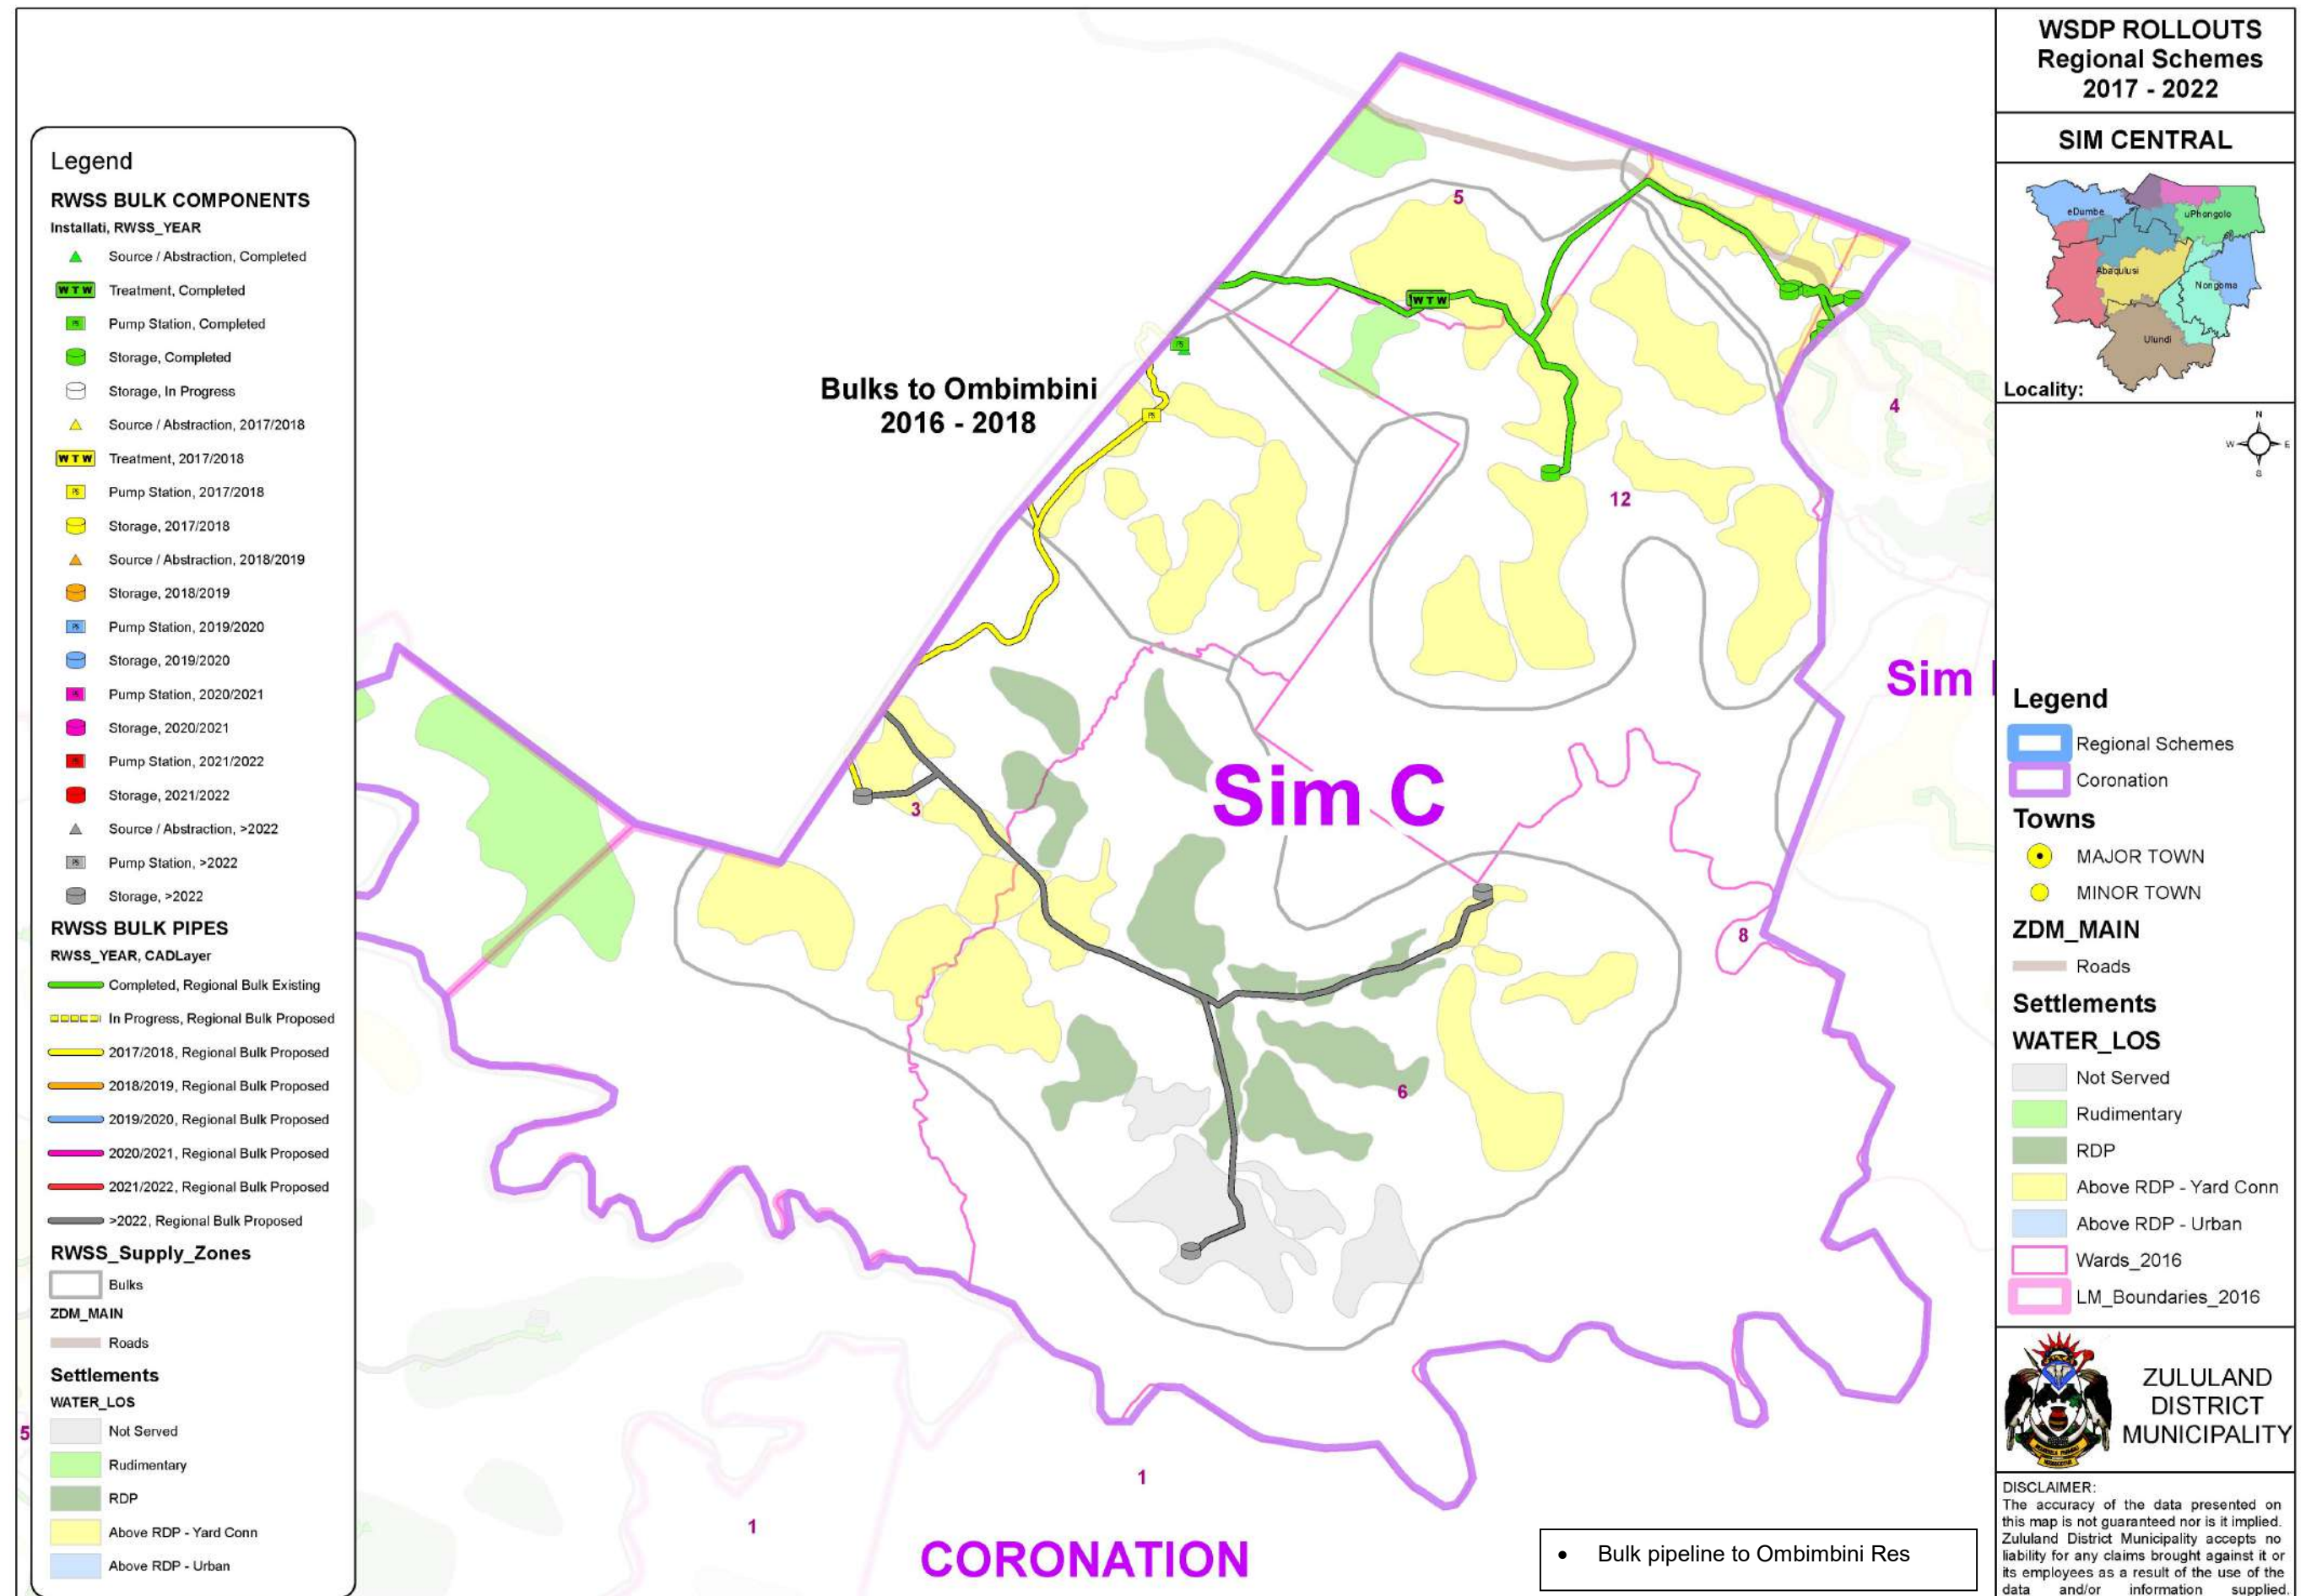 Legend
RWSS BULK COMPONENTS
Installati, RWSS_YEAR
Source / Abstraction, Completed
WTW Treatment, Completed
PS Pump Station, Completed
Storage, Completed
Storage, In Progress
Source / Abstraction, 2017/2018
WTW Treatment, 2017/2018
PS Pump Station, 2017/2018
Storage, 2017/2018
Source / Abstraction, 2018/2019
Storage, 2018/2019
PS Pump Station, 2019/2020
Storage, 2019/2020
PS Pump Station, 2020/2021
Storage, 2020/2021
PS Pump Station, 2021/2022
Storage, 2021/2022
Source / Abstraction, >2022
PS Pump Station, >2022
Storage, >2022
RWSS BULK PIPES
RWSS_YEAR, CADLayer
Completed, Regional Bulk Existing
In Progress, Regional Bulk Proposed
2017/2018, Regional Bulk Proposed
2018/2019, Regional Bulk Proposed
2019/2020, Regional Bulk Proposed
2020/2021, Regional Bulk Proposed
2021/2022, Regional Bulk Proposed
>2022, Regional Bulk Proposed
RWSS_Supply_Zones
Bulks
ZDM_MAIN
Roads
Settlements
WATER_LOS
Not Served
Rudimentary
RDP
Above RDP - Yard Conn
Above RDP - Urban
5
Bulks to Ombimbini
2016 - 2018
5
WTW
PS
PS
4
12
Sim
3
Sim C
8
6
1
1
CORONATION
• Bulk pipeline to Ombimbini Res
WSDP ROLLOUTS
Regional Schemes
2017 - 2022
SIM CENTRAL
eDumbe
uPhongolo
Abaqulusi
Nongoma
Ulundi
Locality:
N
W E
S
Legend
Regional Schemes
Coronation
Towns
MAJOR TOWN
MINOR TOWN
ZDM_MAIN
Roads
Settlements
WATER_LOS
Not Served
Rudimentary
RDP
Above RDP - Yard Conn
Above RDP - Urban
Wards_2016
LM_Boundaries_2016
ZULULAND
DISTRICT
MUNICIPALITY
DISCLAIMER:
The accuracy of the data presented on
this map is not guaranteed nor is it implied.
Zululand District Municipality accepts no
liability for any claims brought against it or
its employees as a result of the use of the
data and/or information supplied.